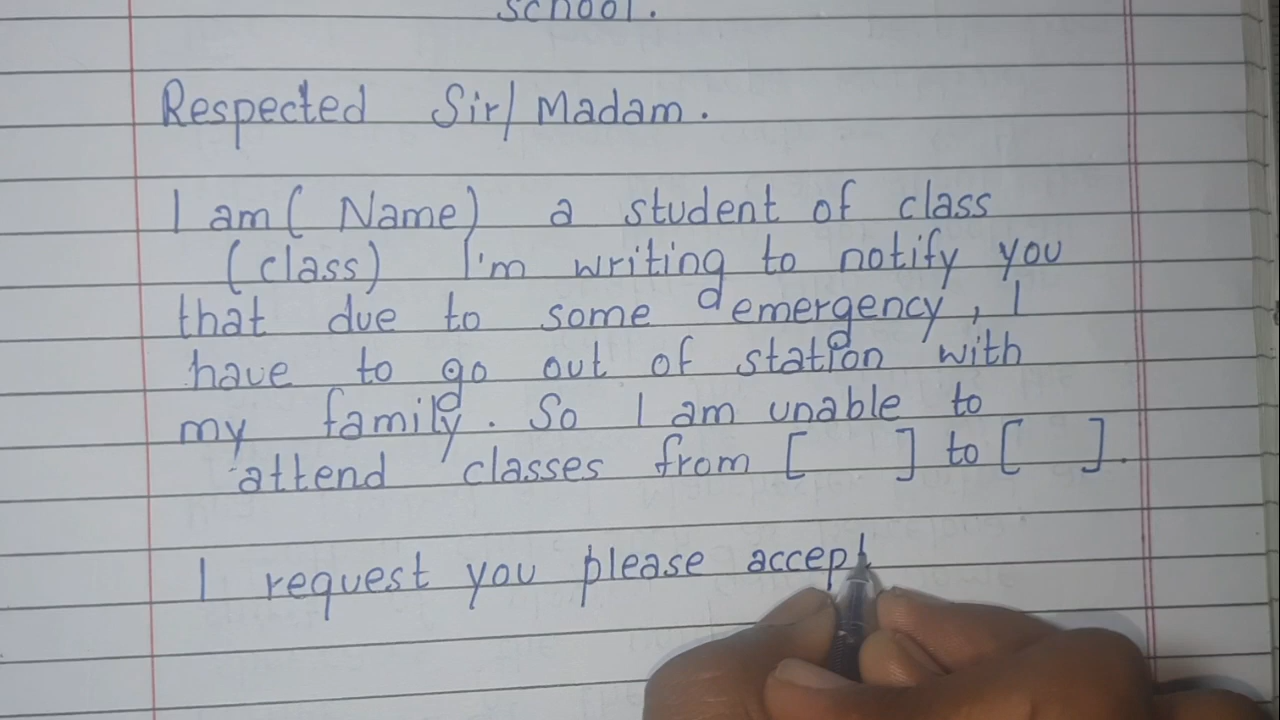 school.
Respected Sir/Madam.
I am (Name) a student of class
(class) I'm writing to notify you
that due to some emergency, I
have to go out of station with
my family. So I am unable to
attend classes from [ ] to [ ].
I request you please accept